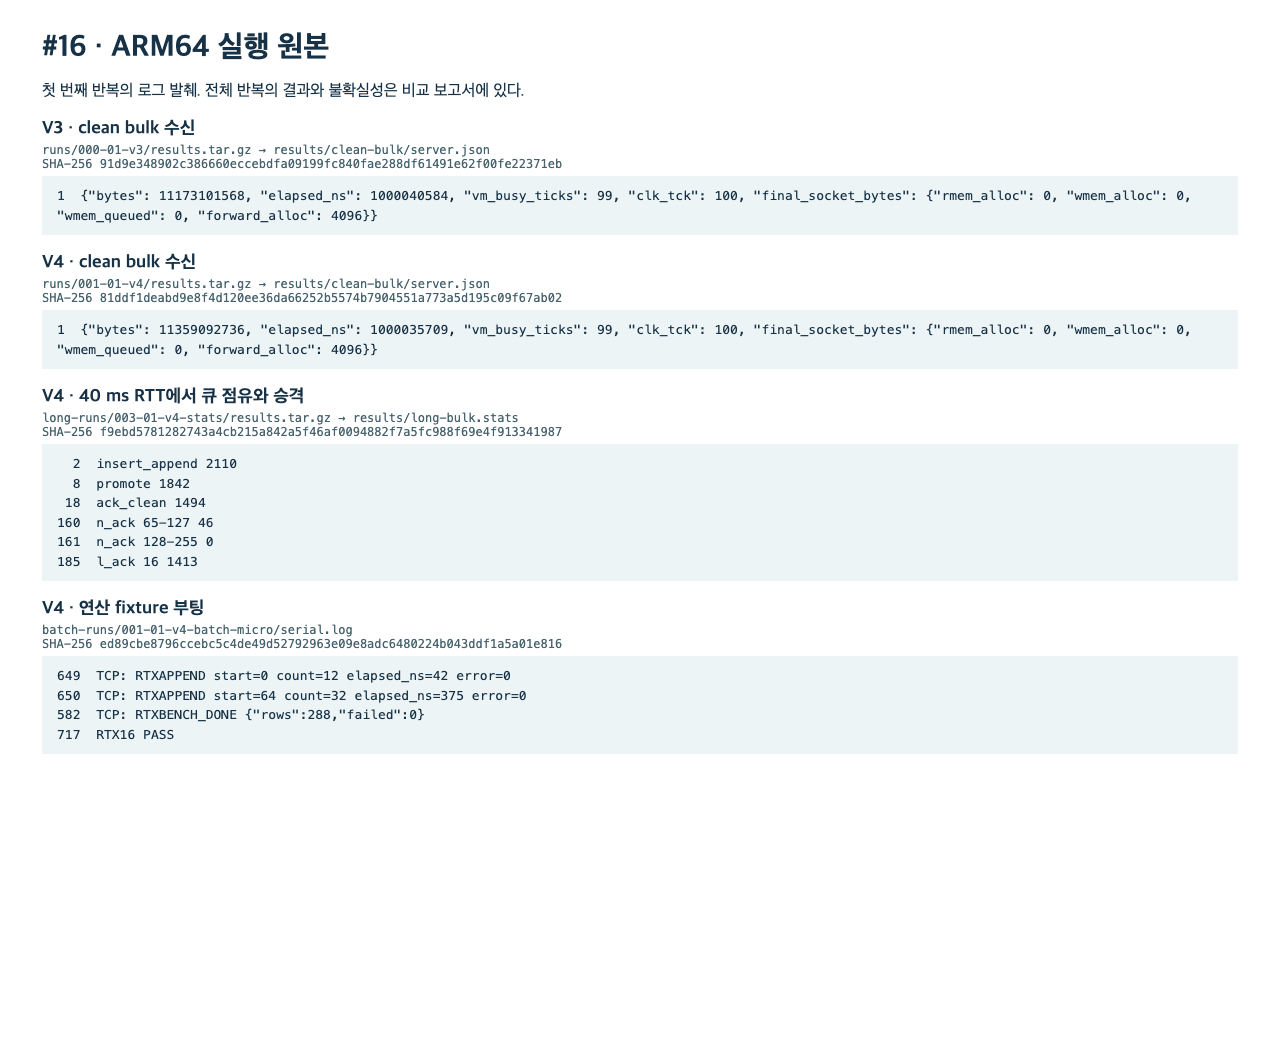 #16 · ARM64 실행 원본
첫 번째 반복의 로그 발췌. 전체 반복의 결과와 불확실성은 비교 보고서에 있다.
V3 · clean bulk 수신
runs/000-01-v3/results.tar.gz → results/clean-bulk/server.json
SHA-256 91d9e348902c386660eccebdfa09199fc840fae288df61491e62f00fe22371eb
1 {"bytes": 11173101568, "elapsed_ns": 1000040584, "vm_busy_ticks": 99, "clk_tck": 100, "final_socket_bytes": {"rmem_alloc": 0, "wmem_alloc": 0,
"wmem_queued": 0, "forward_alloc": 4096}}
V4 · clean bulk 수신
runs/001-01-v4/results.tar.gz → results/clean-bulk/server.json
SHA-256 81ddf1deabd9e8f4d120ee36da66252b5574b7904551a773a5d195c09f67ab02
1 {"bytes": 11359092736, "elapsed_ns": 1000035709, "vm_busy_ticks": 99, "clk_tck": 100, "final_socket_bytes": {"rmem_alloc": 0, "wmem_alloc": 0,
"wmem_queued": 0, "forward_alloc": 4096}}
V4 · 40 ms RTT에서 큐 점유와 승격
long-runs/003-01-v4-stats/results.tar.gz → results/long-bulk.stats
SHA-256 f9ebd5781282743a4cb215a842a5f46af0094882f7a5fc988f69e4f913341987
2 insert_append 2110
8 promote 1842
18 ack_clean 1494
160 n_ack 65-127 46
161 n_ack 128-255 0
185 l_ack 16 1413
V4 · 연산 fixture 부팅
batch-runs/001-01-v4-batch-micro/serial.log
SHA-256 ed89cbe8796ccebc5c4de49d52792963e09e8adc6480224b043ddf1a5a01e816
649 TCP: RTXAPPEND start=0 count=12 elapsed_ns=42 error=0
650 TCP: RTXAPPEND start=64 count=32 elapsed_ns=375 error=0
582 TCP: RTXBENCH_DONE {"rows":288,"failed":0}
717 RTX16 PASS